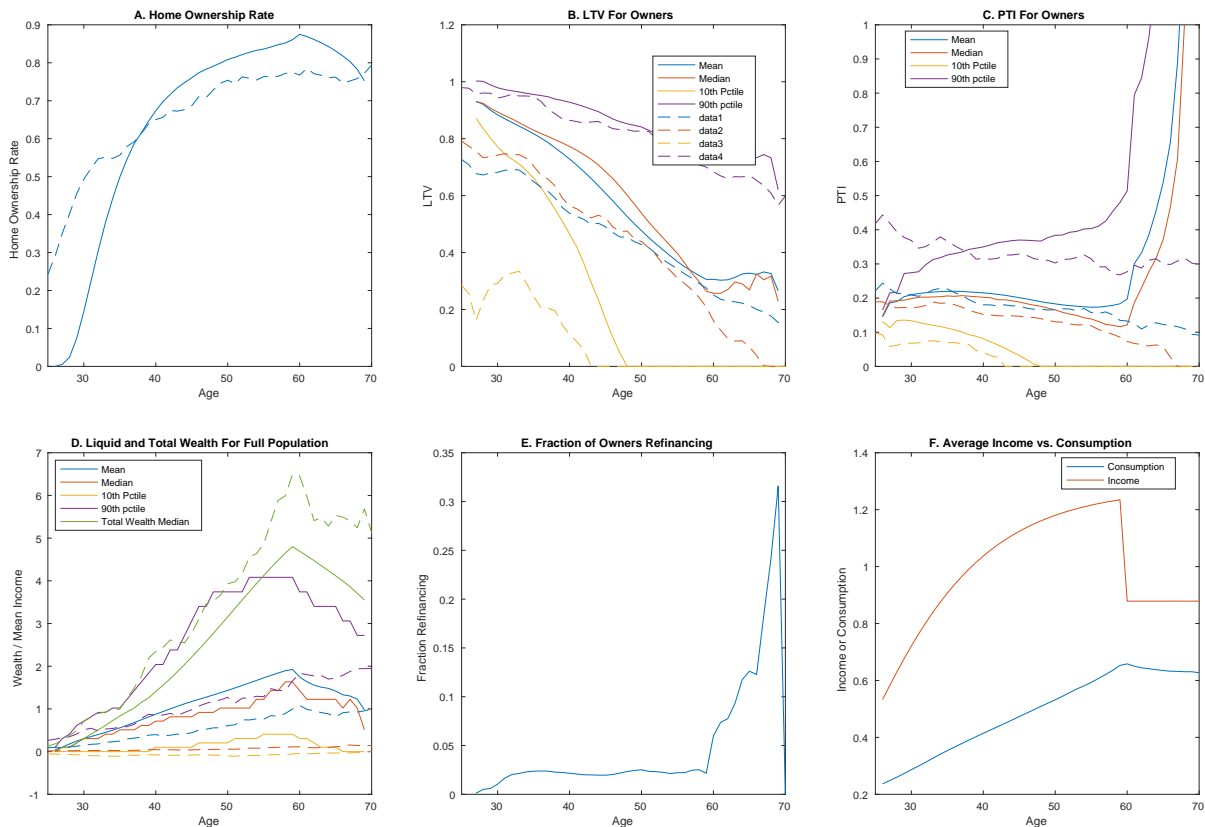 A. Home Ownership Rate
0.9
0.8
0.7
0.6
0.5
0.4
0.3
0.2
0.1
0
30 40 50 60 70
Age
Home Ownership Rate
B. LTV For Owners
1.2
1
0.8
0.6
0.4
0.2
0
30 40 50 60 70
Age
LTV
Mean
Median
10th Pctile
90th pctile
data1
data2
data3
data4
C. PTI For Owners
1
0.9
0.8
0.7
0.6
0.5
0.4
0.3
0.2
0.1
0
30 40 50 60 70
Age
PTI
Mean
Median
10th Pctile
90th pctile
D. Liquid and Total Wealth For Full Population
7
6
5
4
3
2
1
0
-1
30 40 50 60 70
Age
Wealth / Mean Income
Mean
Median
10th Pctile
90th pctile
Total Wealth Median
E. Fraction of Owners Refinancing
0.35
0.3
0.25
0.2
0.15
0.1
0.05
0
30 40 50 60 70
Age
Fraction Refinancing
F. Average Income vs. Consumption
1.4
1.2
1
0.8
0.6
0.4
0.2
30 40 50 60 70
Age
Income or Consumption
Consumption
Income